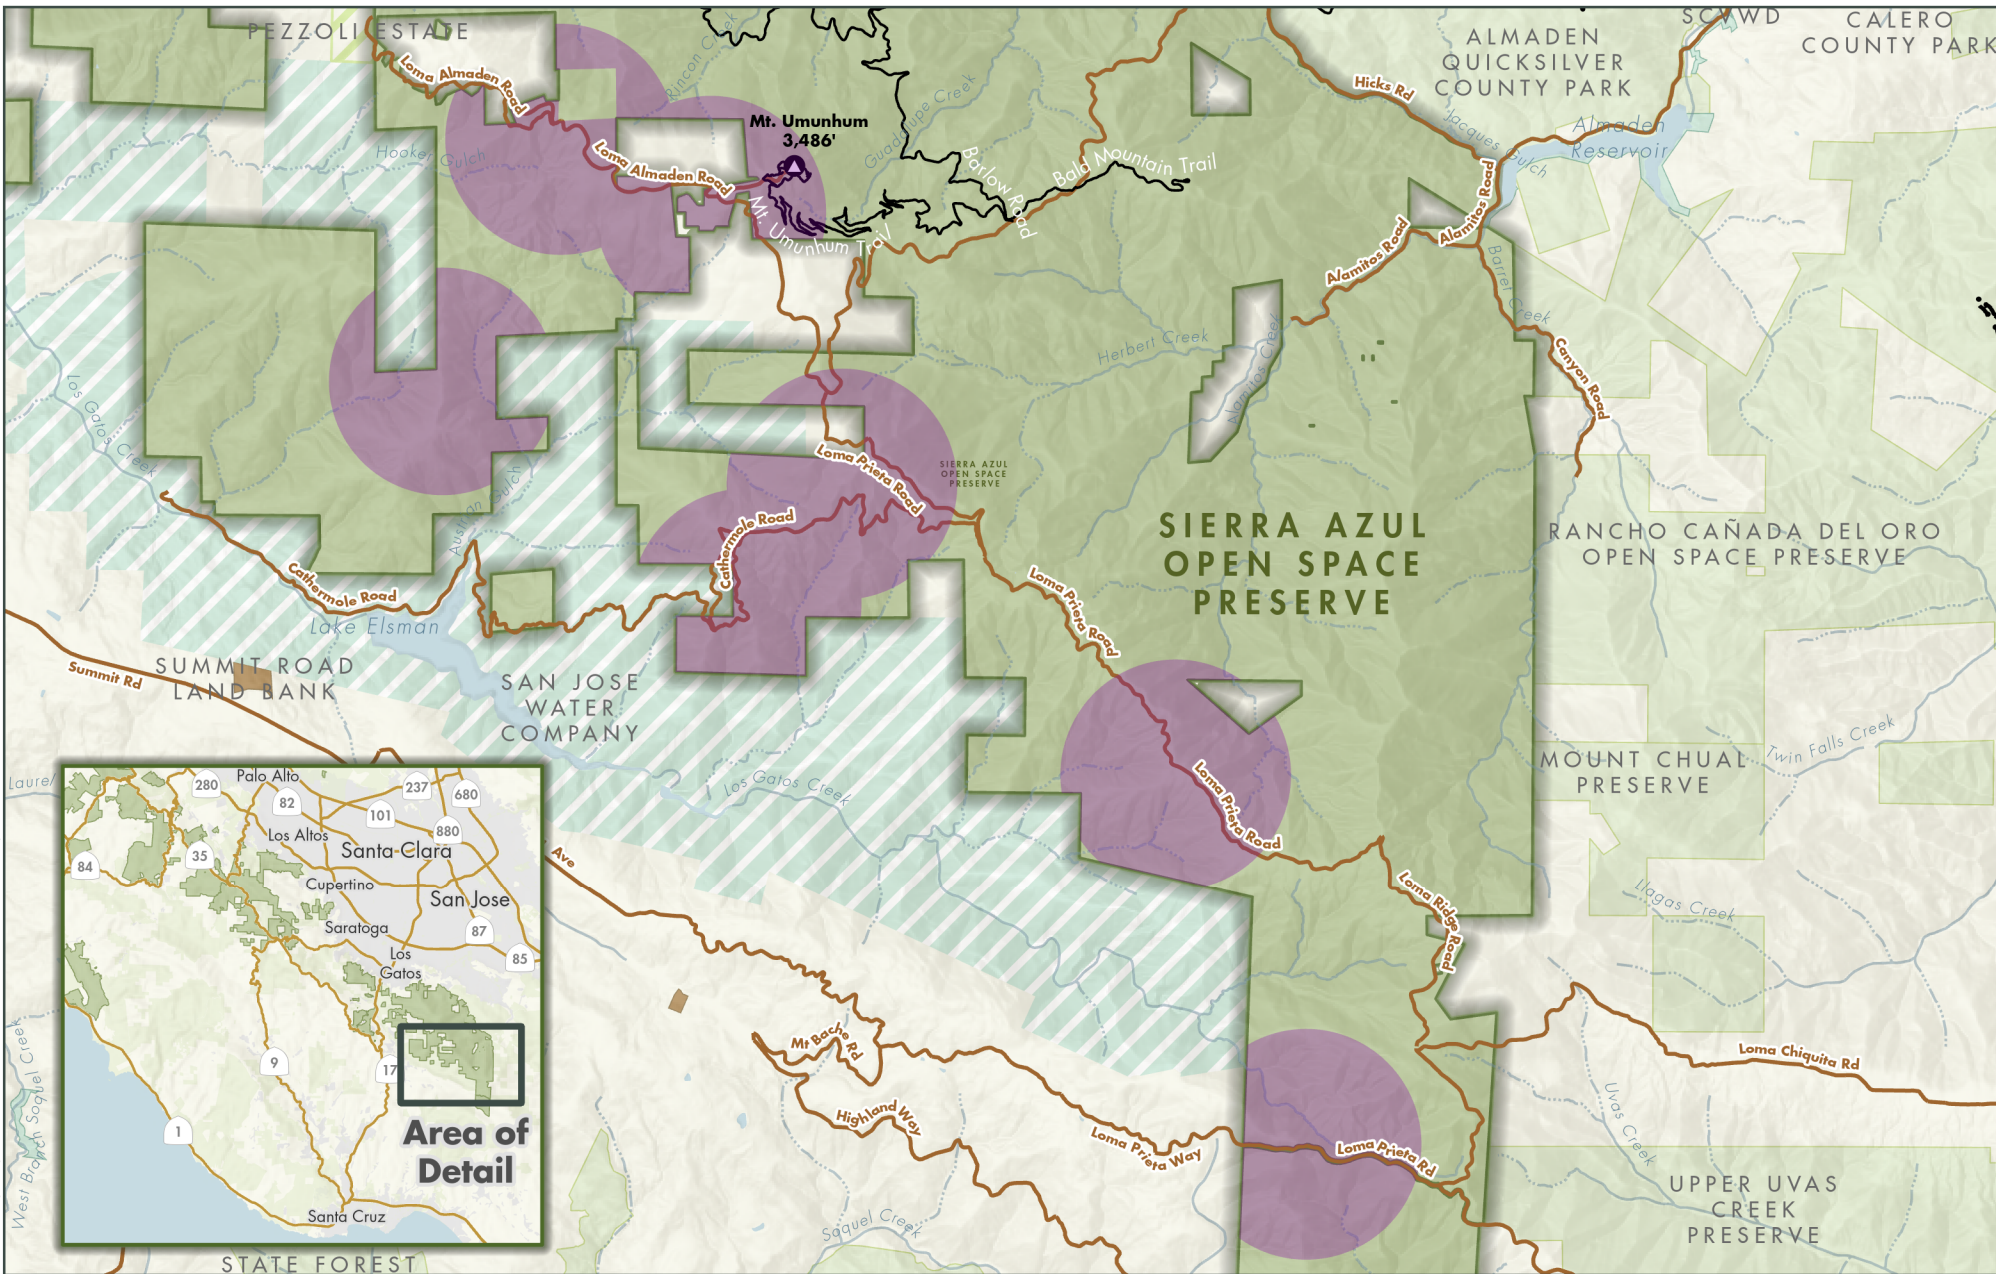 PEZZOLI ESTATE
SCVWD
CALERO
COUNTY PARK
ALMADEN
QUICKSILVER
COUNTY PARK
Loma Almaden Road
Rincon Creek
Hicks Rd
Guadalupe Creek
Mt. Umunhum
3,486'
Jacques Gulch
Almaden
Reservoir
Hooker Gulch
Loma Almaden Road
Barlow Road
Bald Mountain Trail
Mt. Umunhum Trail
Alamitos Road
Alamitos Road
Barret Creek
Herbert Creek
Alamitos Creek
Canyon Road
Los Gatos Creek
Loma Prieta Road
SIERRA AZUL
OPEN SPACE
PRESERVE
Austrian Gulch
Cathermole Road
SIERRA AZUL
OPEN SPACE
PRESERVE
RANCHO CAÑADA DEL ORO
OPEN SPACE PRESERVE
Cathermole Road
Lake Elsman
Loma Prieta Road
Summit Rd
SUMMIT ROAD
LAND BANK
SAN JOSE
WATER
COMPANY
Los Gatos Creek
Loma Prieta Road
MOUNT CHUAL
PRESERVE
Twin Falls Creek
Laurel
Ave
Loma Ridge Road
Llagas Creek
Palo Alto
280
82
237
680
101
880
Los Altos
Santa Clara
84
35
Cupertino
San Jose
Saratoga
87
85
Los
Gatos
9
17
1
Area of
Detail
Santa Cruz
West Branch Soquel Creek
Mt Bache Rd
Highland Way
Loma Prieta Way
Loma Prieta Rd
Loma Chiquita Rd
Uvas Creek
Soquel Creek
UPPER UVAS
CREEK
PRESERVE
STATE FOREST